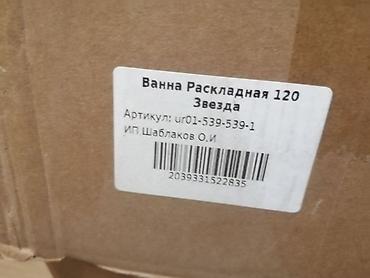 Ванна Раскладная 120
Звезда
Артикул: ur01-539-539-1
ИП Шаблаков О.И
2039331522835